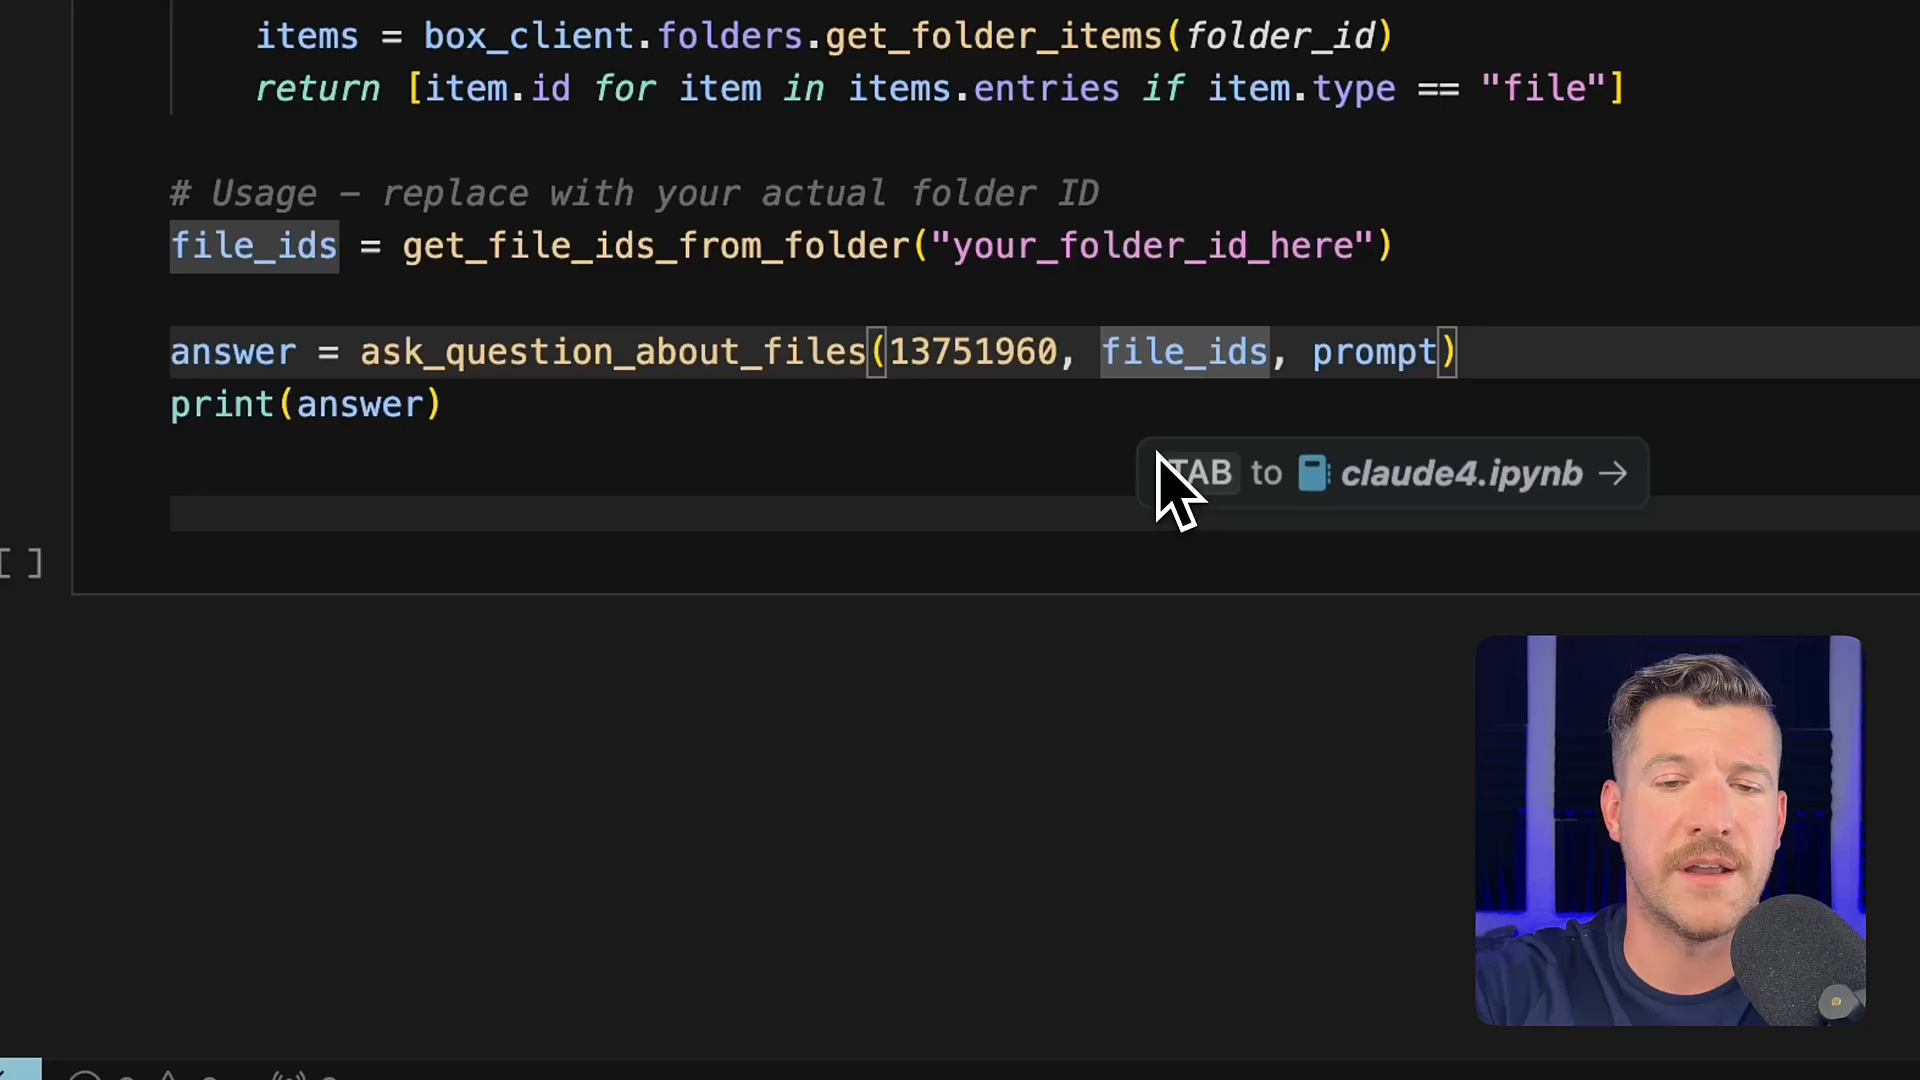 items = box_client.folders.get_folder_items(folder_id)
return [item.id for item in items.entries if item.type == "file"]
# Usage – replace with your actual folder ID
file_ids = get_file_ids_from_folder("your_folder_id_here")
answer = ask_question_about_files(13751960, file_ids, prompt)
print(answer)
TAB to claude4.ipynb →
[ ]